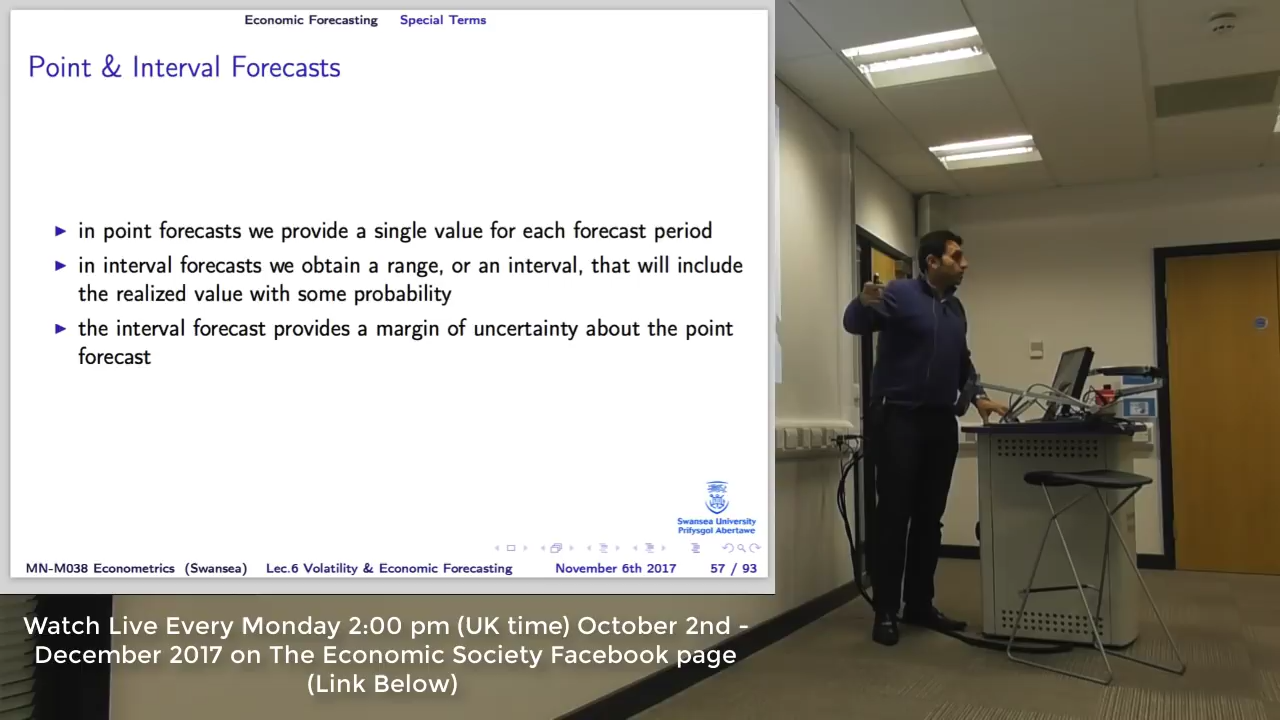 Economic Forecasting Special Terms
Point & Interval Forecasts
in point forecasts we provide a single value for each forecast period
in interval forecasts we obtain a range, or an interval, that will include
the realized value with some probability
the interval forecast provides a margin of uncertainty about the point
forecast
Swansea University
Prifysgol Abertawe
MN-M038 Econometrics (Swansea) Lec.6 Volatility & Economic Forecasting November 6th 2017 57 / 93
Watch Live Every Monday 2:00 pm (UK time) October 2nd -
December 2017 on The Economic Society Facebook page
(Link Below)